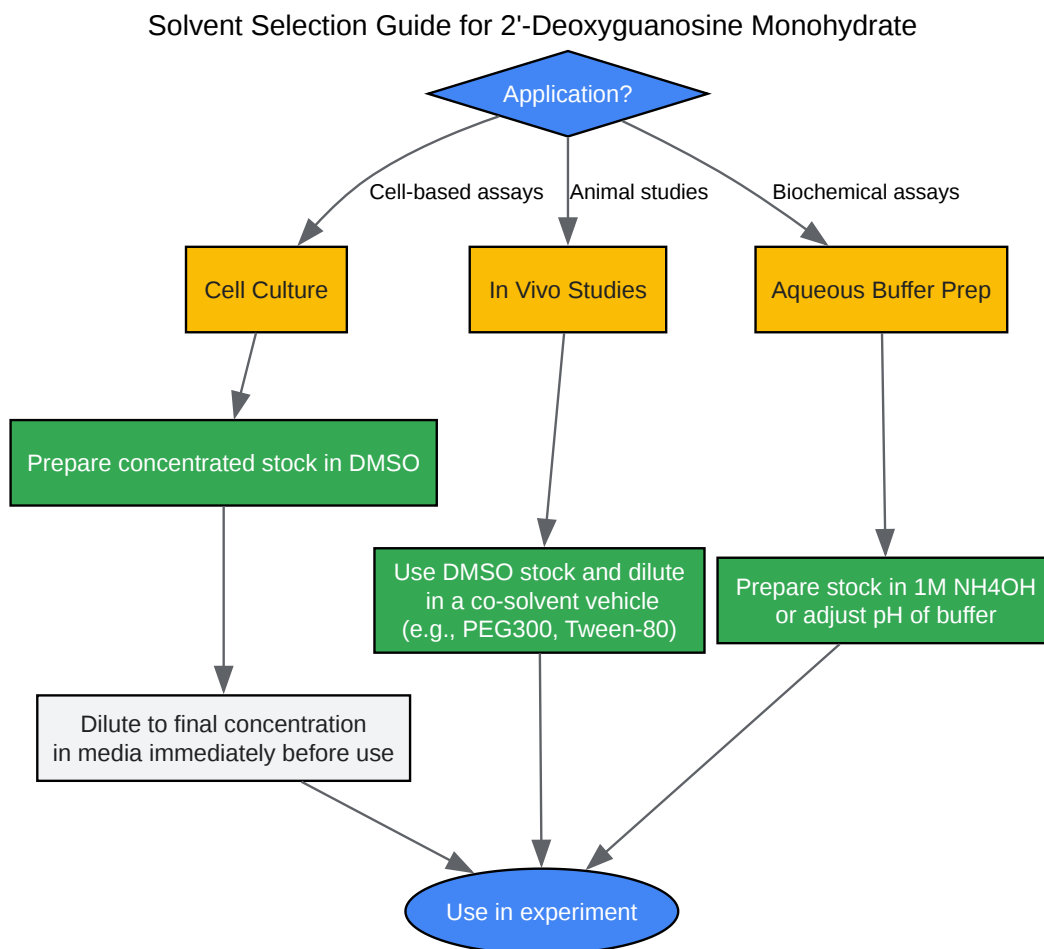 Solvent Selection Guide for 2'-Deoxyguanosine Monohydrate
Application?
Cell-based assays
Animal studies
Biochemical assays
Cell Culture
In Vivo Studies
Aqueous Buffer Prep
Prepare concentrated stock in DMSO
Use DMSO stock and dilute
in a co-solvent vehicle
(e.g., PEG300, Tween-80)
Prepare stock in 1M NH4OH
or adjust pH of buffer
Dilute to final concentration
in media immediately before use
Use in experiment